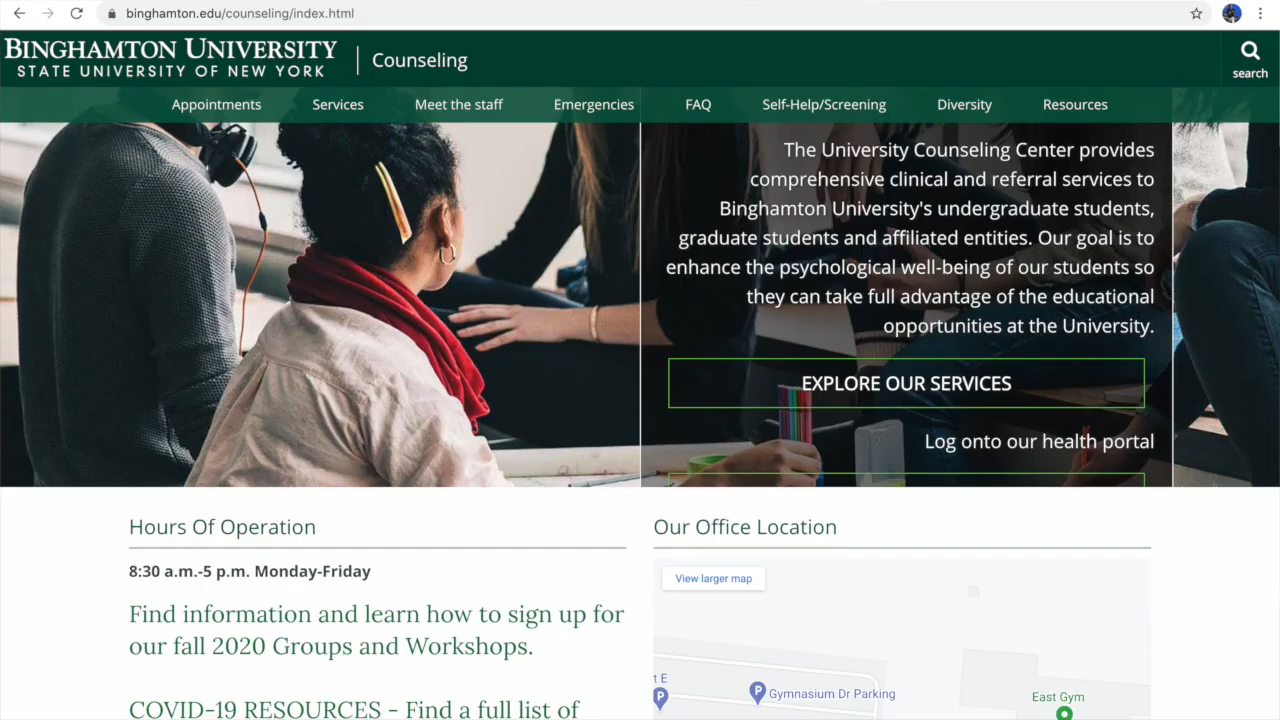 binghamton.edu/counseling/index.html
BINGHAMTON UNIVERSITY
STATE UNIVERSITY OF NEW YORK
Counseling
search
Appointments
Services
Meet the staff
Emergencies
FAQ
Self-Help/Screening
Diversity
Resources
The University Counseling Center provides
comprehensive clinical and referral services to
Binghamton University's undergraduate students,
graduate students and affiliated entities. Our goal is to
enhance the psychological well-being of our students so
they can take full advantage of the educational
opportunities at the University.
EXPLORE OUR SERVICES
Log onto our health portal
Hours Of Operation
8:30 a.m.-5 p.m. Monday-Friday
Find information and learn how to sign up for
our fall 2020 Groups and Workshops.
COVID-19 RESOURCES - Find a full list of
Our Office Location
View larger map
t E
P
P
Gymnasium Dr Parking
East Gym